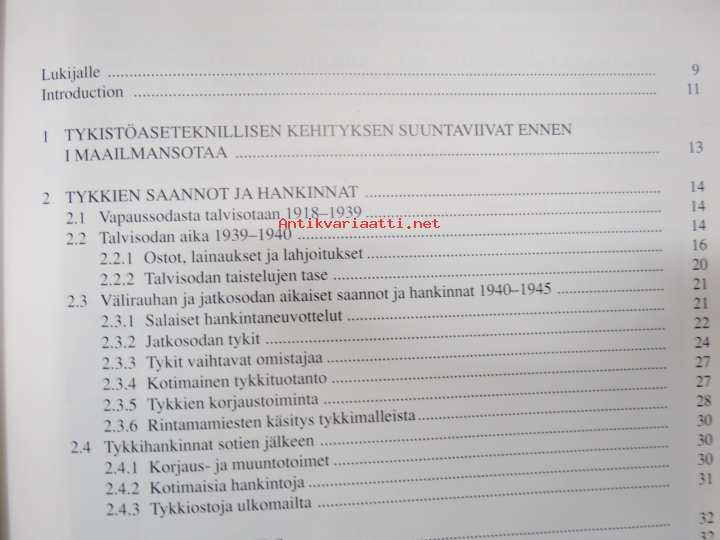 Lukijalle 9
Introduction 11
1 TYKISTÖASETEKNILLISEN KEHITYKSEN SUUNTAVIIVAT ENNEN
I MAAILMANSOTAA 13
2 TYKKIEN SAANNOT JA HANKINNAT 14
2.1 Vapaussodasta talvisotaan 1918–1939 14
Antikvariaatti.net
2.2 Talvisodan aika 1939–1940 14
2.2.1 Ostot, lainaukset ja lahjoitukset 16
2.2.2 Talvisodan taistelujen tase 20
2.3 Välirauhan ja jatkosodan aikaiset saannot ja hankinnat 1940–1945 21
2.3.1 Salaiset hankintaneuvottelut 21
2.3.2 Jatkosodan tykit 22
2.3.3 Tykit vaihtavat omistajaa 24
2.3.4 Kotimainen tykkituotanto 27
2.3.5 Tykkien korjaustoiminta 27
2.3.6 Rintamamiesten käsitys tykkimalleista 28
2.4 Tykkihankinnat sotien jälkeen 30
2.4.1 Korjaus- ja muuntotoimet 30
2.4.2 Kotimaisia hankintoja 30
2.4.3 Tykkiostoja ulkomailta 31
32
32